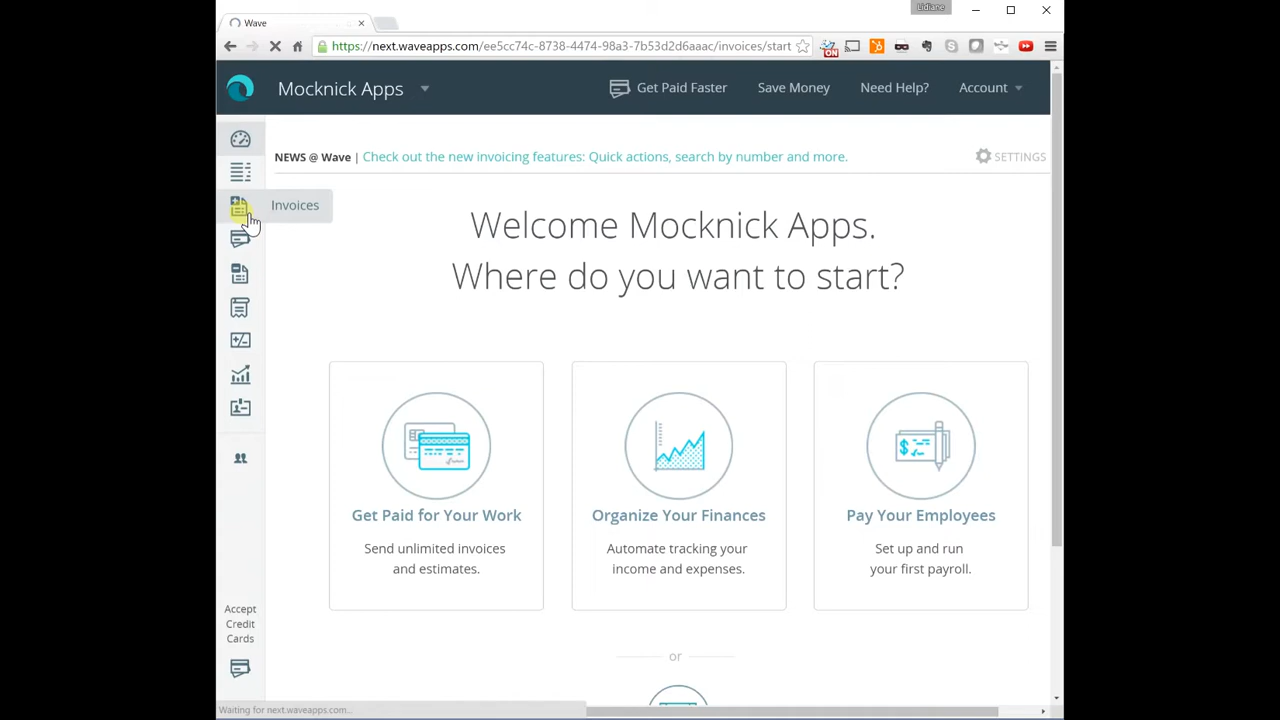 Lidiane
Wave
https://next.waveapps.com/ee5cc74c-8738-4474-98a3-7b53d2d6aaac/invoices/start
ON
Mocknick Apps
Get Paid Faster
Save Money
Need Help?
Account
NEWS @ Wave | Check out the new invoicing features: Quick actions, search by number and more.
SETTINGS
Invoices
Welcome Mocknick Apps.
Where do you want to start?
Get Paid for Your Work
Send unlimited invoices
and estimates.
Organize Your Finances
Automate tracking your
income and expenses.
Pay Your Employees
Set up and run
your first payroll.
or
Accept
Credit
Cards
Waiting for next.waveapps.com...